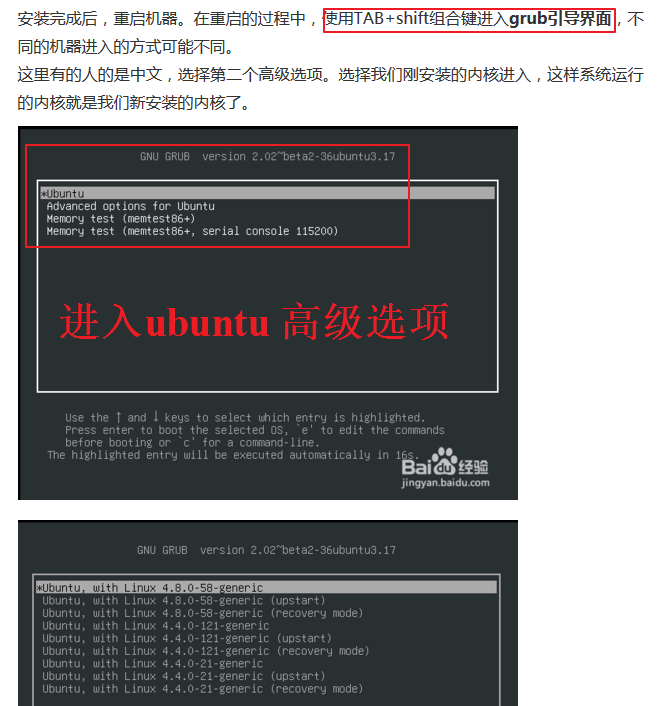 安装完成后，重启机器。在重启的过程中，使用TAB+shift组合键进入grub引导界面，不
同的机器进入的方式可能不同。
这里有的人的是中文，选择第二个高级选项。选择我们刚安装的内核进入，这样系统运行
的内核就是我们新安装的内核了。
GNU GRUB version 2.02~beta2-36ubuntu3.17
*Ubuntu
Advanced options for Ubuntu
Memory test (memtest86+)
Memory test (memtest86+, serial console 115200)
进入ubuntu 高级选项
Use the ↑ and ↓ keys to select which entry is highlighted.
Press enter to boot the selected OS, `e' to edit the commands
before booting or `c' for a command-line.
The highlighted entry will be executed automatically in 16s.
Bai 经验
jingyan.baidu.com
GNU GRUB version 2.02~beta2-36ubuntu3.17
*Ubuntu, with Linux 4.8.0-58-generic
Ubuntu, with Linux 4.8.0-58-generic (upstart)
Ubuntu, with Linux 4.8.0-58-generic (recovery mode)
Ubuntu, with Linux 4.4.0-121-generic
Ubuntu, with Linux 4.4.0-121-generic (upstart)
Ubuntu, with Linux 4.4.0-121-generic (recovery mode)
Ubuntu, with Linux 4.4.0-21-generic
Ubuntu, with Linux 4.4.0-21-generic (upstart)
Ubuntu, with Linux 4.4.0-21-generic (recovery mode)